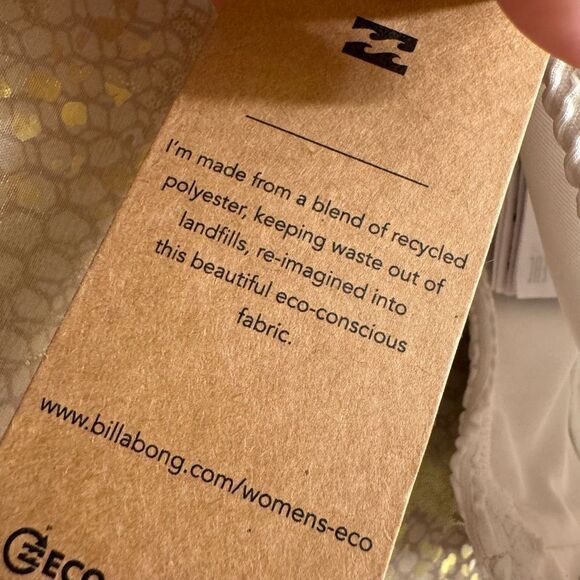 I'm made from a blend of recycled
polyester, keeping waste out of
landfills, re-imagined into
this beautiful eco-conscious
fabric.
www.billabong.com/womens-eco
ECO